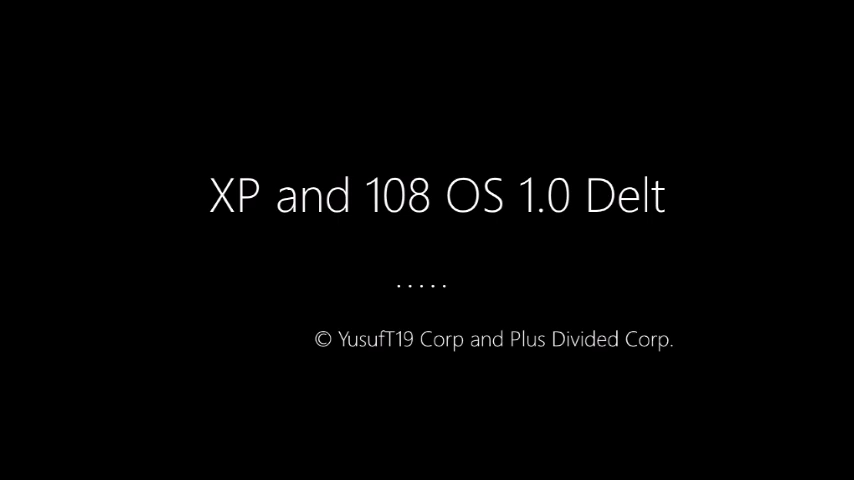 XP and 108 OS 1.0 Delt
.....
© YusufT19 Corp and Plus Divided Corp.